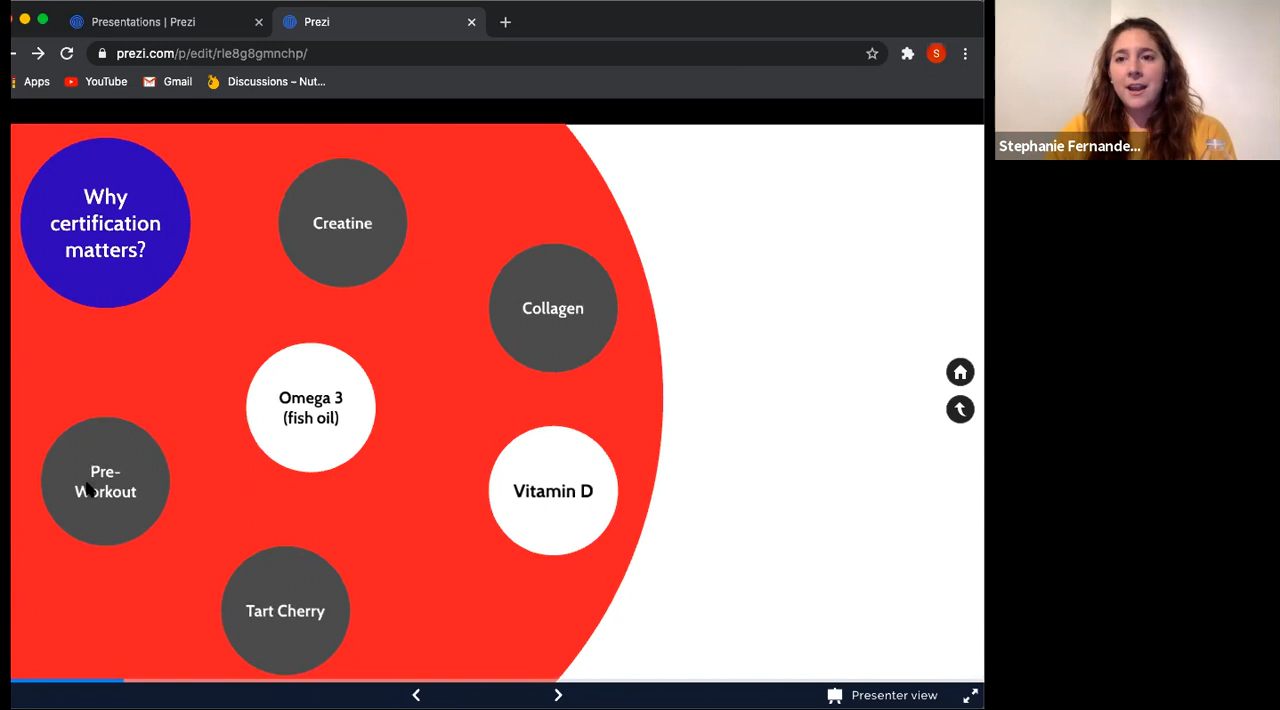 Presentations | Prezi
Prezi
prezi.com/p/edit/rle8g8gmnchp/
S
Apps
YouTube
Gmail
Discussions – Nut...
Stephanie Fernande...
Why
certification
matters?
Creatine
Collagen
Omega 3
(fish oil)
Pre-
Workout
Vitamin D
Tart Cherry
Presenter view